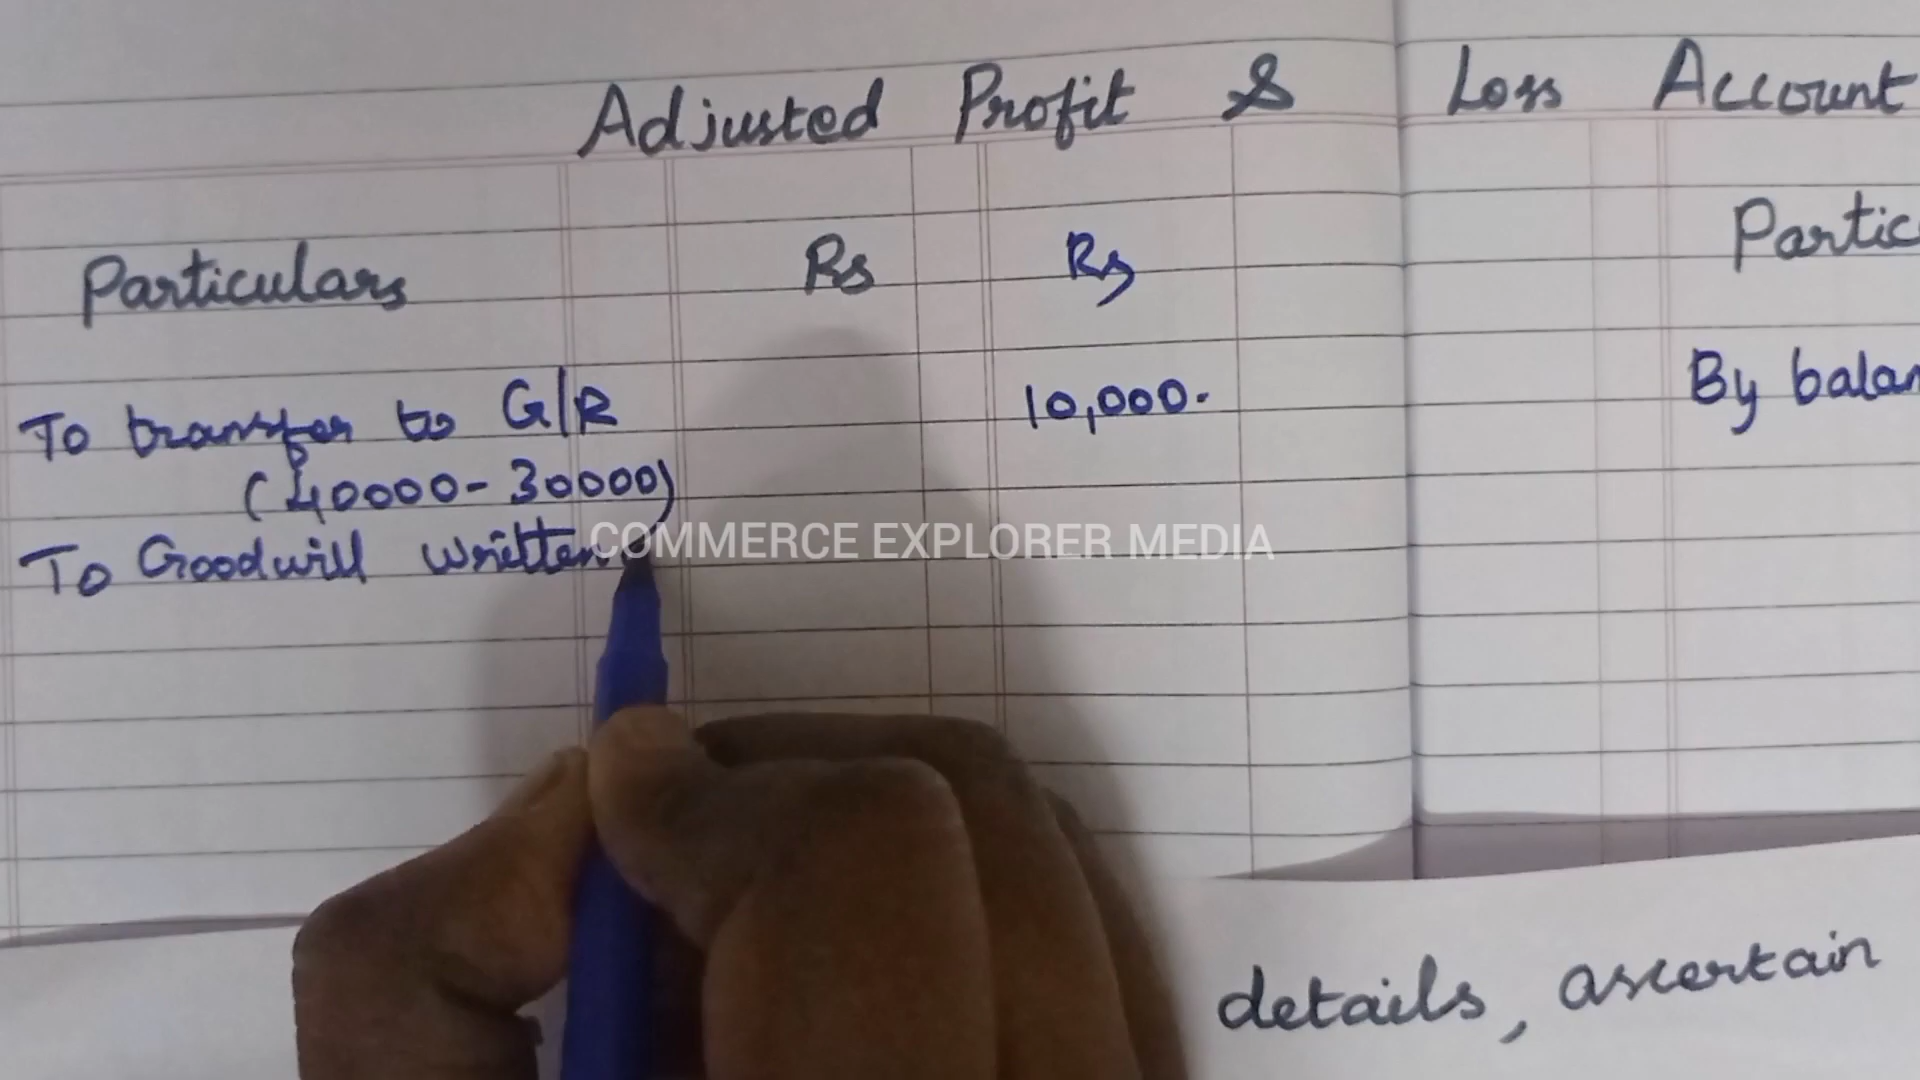 Adjusted Profit & Loss Account
Particulars Rs Rs Partic
To transfer to G/R 10,000. By balan
(40000-30000)
To Goodwill written
COMMERCE EXPLORER MEDIA
details, ascertain